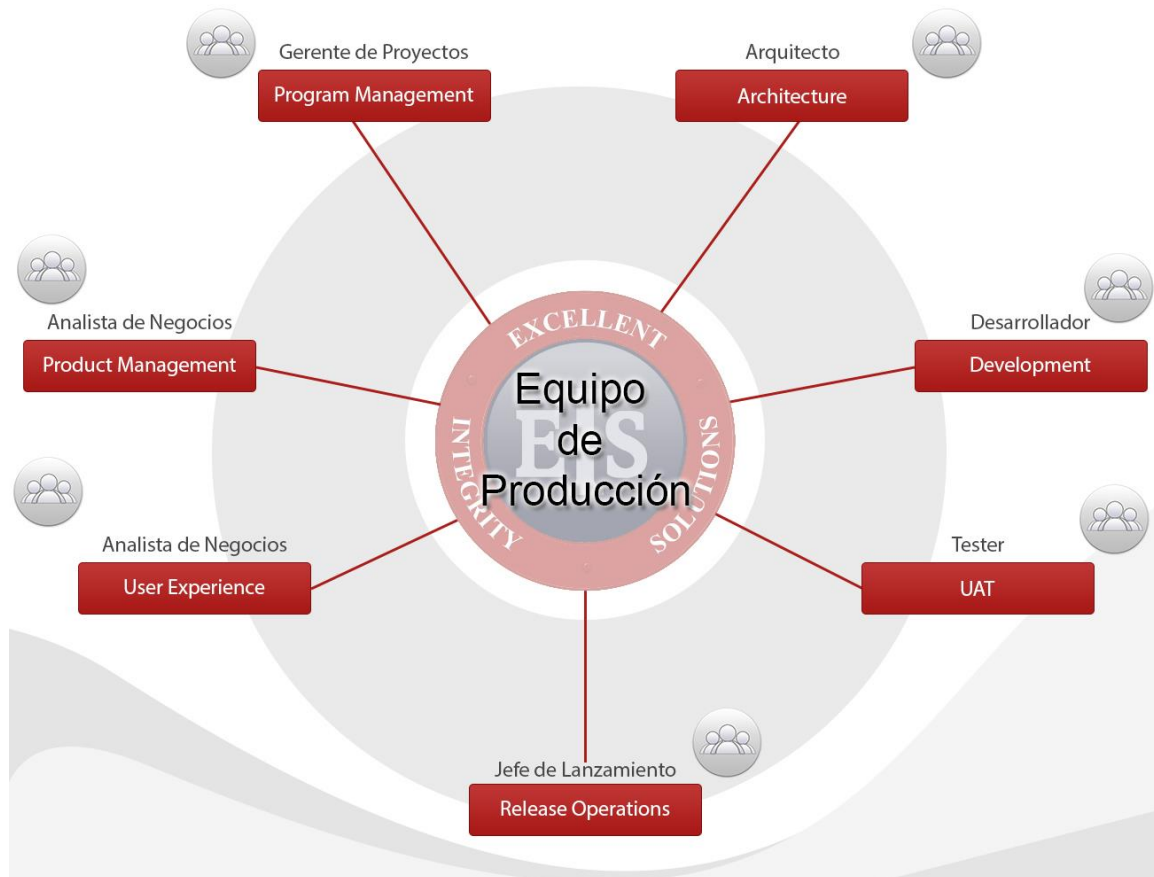 Gerente de Proyectos
Program Management
Arquitecto
Architecture
Analista de Negocios
Product Management
Desarrollador
Development
EXCELLENT
INTEGRITY
SOLUTIONS
EIS
Equipo
de
Producción
Analista de Negocios
User Experience
Tester
UAT
Jefe de Lanzamiento
Release Operations